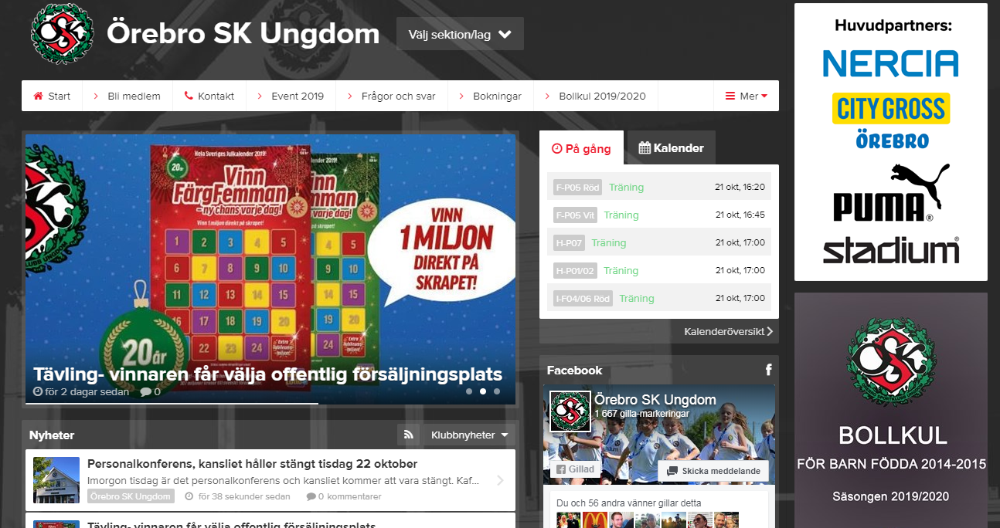 Örebro SK Ungdom
Välj sektion/lag
Start
Bli medlem
Kontakt
Event 2019
Frågor och svar
Bokningar
Bollkul 2019/2020
Mer
Hela Sveriges Julkalender 2019!
20 år
Vinn
FärgFemman
– ny chans varje dag!
Vinn 1 miljon direkt på skrapet!
1 2 3 4 5
6 7 8 9 10
11 12 13 14 15
16 17 18 19 20
22 23 24
VINN
1 MILJON
DIREKT PÅ
SKRAPET!
20 år
Tävling- vinnaren får välja offentlig försäljningsplats
för 2 dagar sedan 0
Nyheter
Klubbnyheter
Personalkonferens, kansliet håller stängt tisdag 22 oktober
Imorgon tisdag är det personalkonferens och kansliet kommer att vara stängt. Kaf...
Örebro SK Ungdom för 38 sekunder sedan 0 kommentarer
Tävling- vinnaren får välja offentlig försäljningsplats
På gång
Kalender
F-P05 Röd Träning 21 okt, 16:20
F-P05 Vit Träning 21 okt, 16:45
H-P07 Träning 21 okt, 17:00
H-P01/02 Träning 21 okt, 17:00
I-F04/06 Röd Träning 21 okt, 17:00
Kalenderöversikt
Facebook
Örebro SK Ungdom
1 667 gilla-markeringar
Gillad
Skicka meddelande
Du och 56 andra vänner gillar detta
Huvudpartners:
NERCIA
CITY GROSS
ÖREBRO
PUMA
stadium
BOLLKUL
FÖR BARN FÖDDA 2014-2015
Säsongen 2019/2020